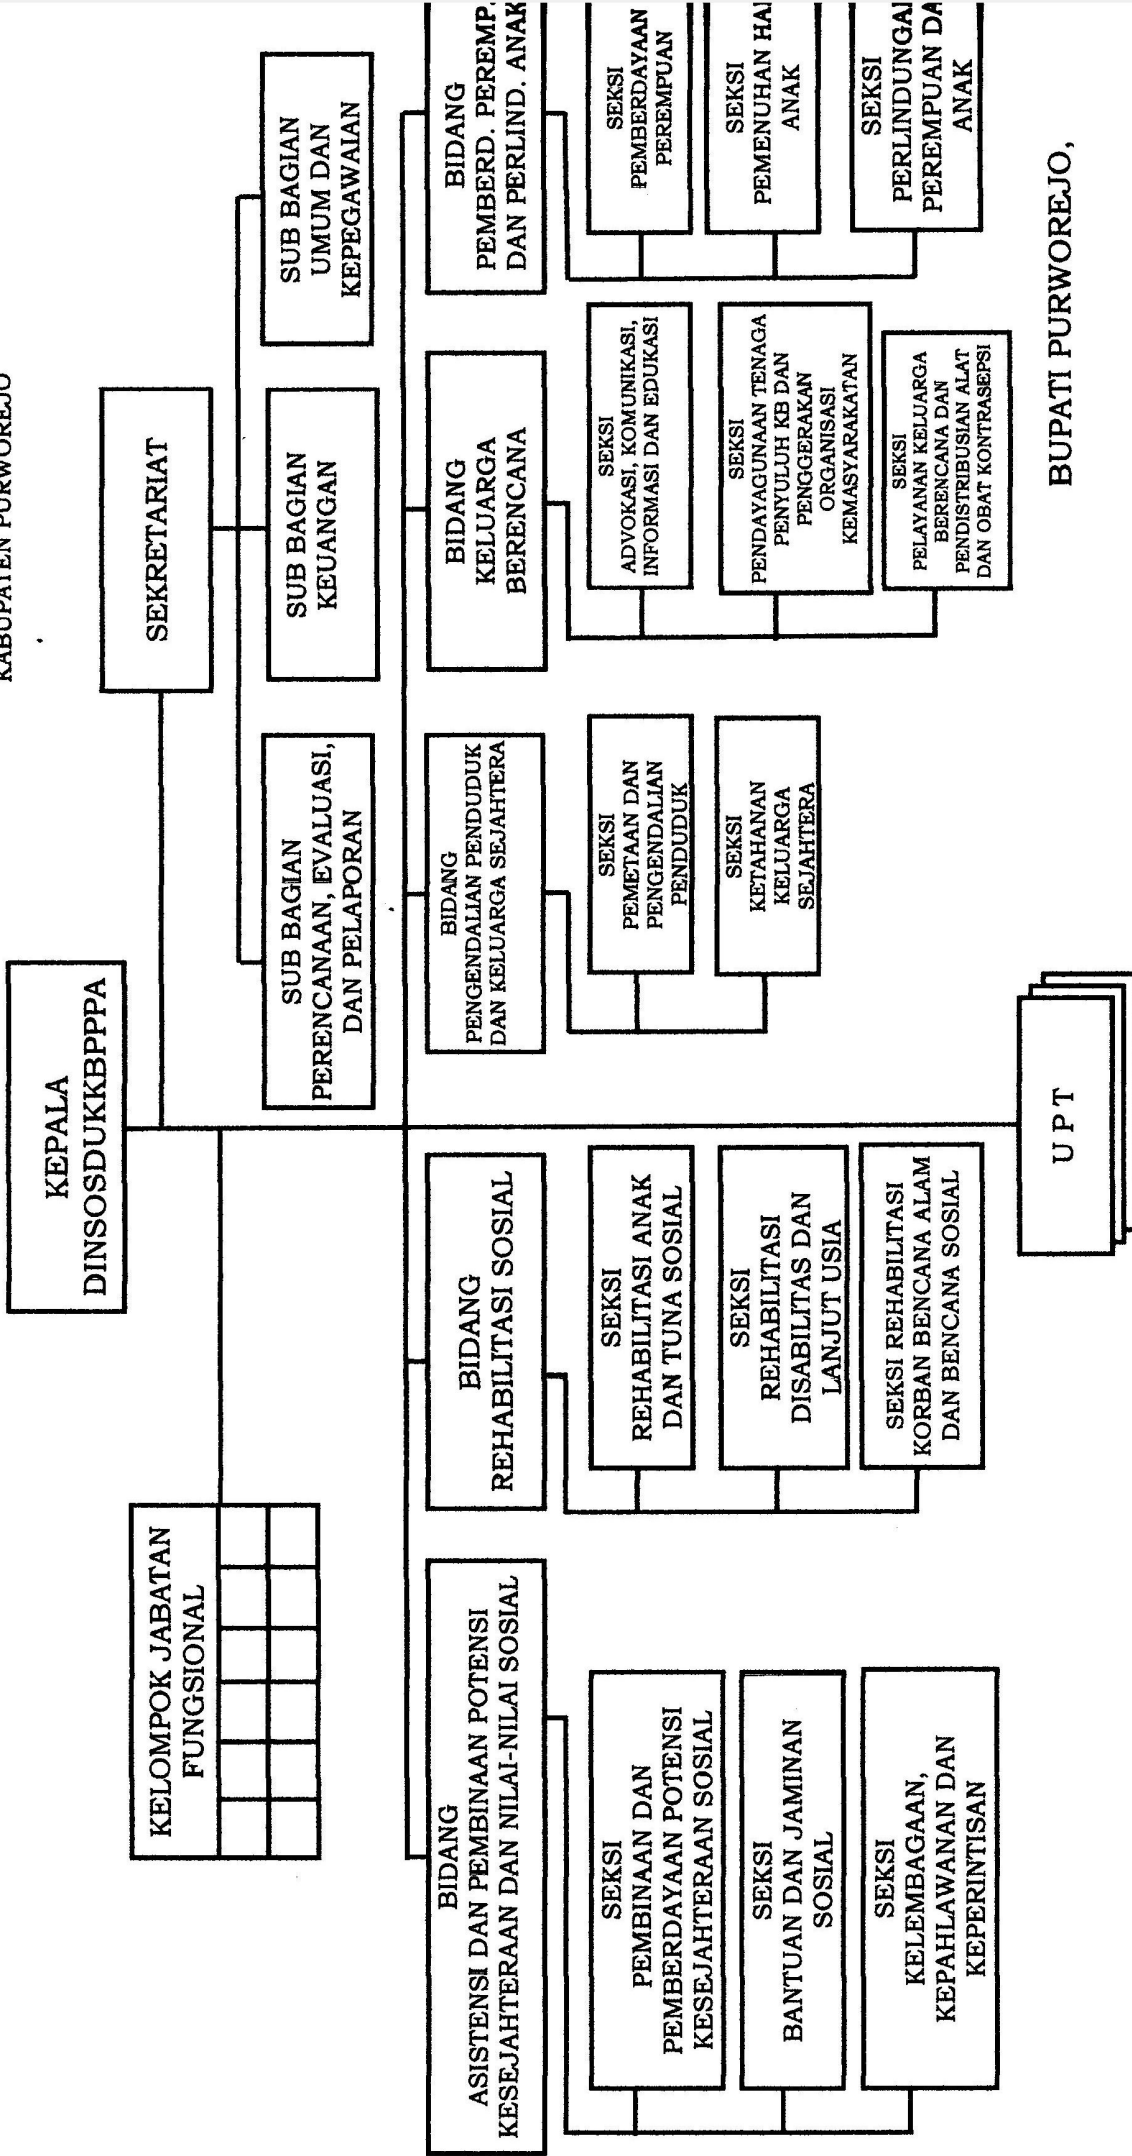 KABUPATEN PURWOREJO
KEPALA
DINSOSDUKKBPPPA
KELOMPOK JABATAN
FUNGSIONAL
SEKRETARIAT
SUB BAGIAN
PERENCANAAN, EVALUASI,
DAN PELAPORAN
SUB BAGIAN
KEUANGAN
SUB BAGIAN
UMUM DAN
KEPEGAWAIAN
BIDANG
ASISTENSI DAN PEMBINAAN POTENSI
KESEJAHTERAAN DAN NILAI-NILAI SOSIAL
SEKSI
PEMBINAAN DAN
PEMBERDAYAAN POTENSI
KESEJAHTERAAN SOSIAL
SEKSI
BANTUAN DAN JAMINAN
SOSIAL
SEKSI
KELEMBAGAAN,
KEPAHLAWANAN DAN
KEPERINTISAN
BIDANG
REHABILITASI SOSIAL
SEKSI
REHABILITASI ANAK
DAN TUNA SOSIAL
SEKSI
REHABILITASI
DISABILITAS DAN
LANJUT USIA
SEKSI REHABILITASI
KORBAN BENCANA ALAM
DAN BENCANA SOSIAL
BIDANG
PENGENDALIAN PENDUDUK
DAN KELUARGA SEJAHTERA
SEKSI
PEMETAAN DAN
PENGENDALIAN
PENDUDUK
SEKSI
KETAHANAN
KELUARGA
SEJAHTERA
BIDANG
KELUARGA
BERENCANA
SEKSI
ADVOKASI, KOMUNIKASI,
INFORMASI DAN EDUKASI
SEKSI
PENDAYAGUNAAN TENAGA
PENYULUH KB DAN
PENGGERAKAN
ORGANISASI
KEMASYARAKATAN
SEKSI
PELAYANAN KELUARGA
BERENCANA DAN
PENDISTRIBUSIAN ALAT
DAN OBAT KONTRASEPSI
BIDANG
PEMBERD. PEREMP.
DAN PERLIND. ANAK
SEKSI
PEMBERDAYAAN
PEREMPUAN
SEKSI
PEMENUHAN
ANAK
SEKSI
PERLINDUNGAN
PEREMPUAN
ANAK
U P T
BUPATI PURWOREJO,